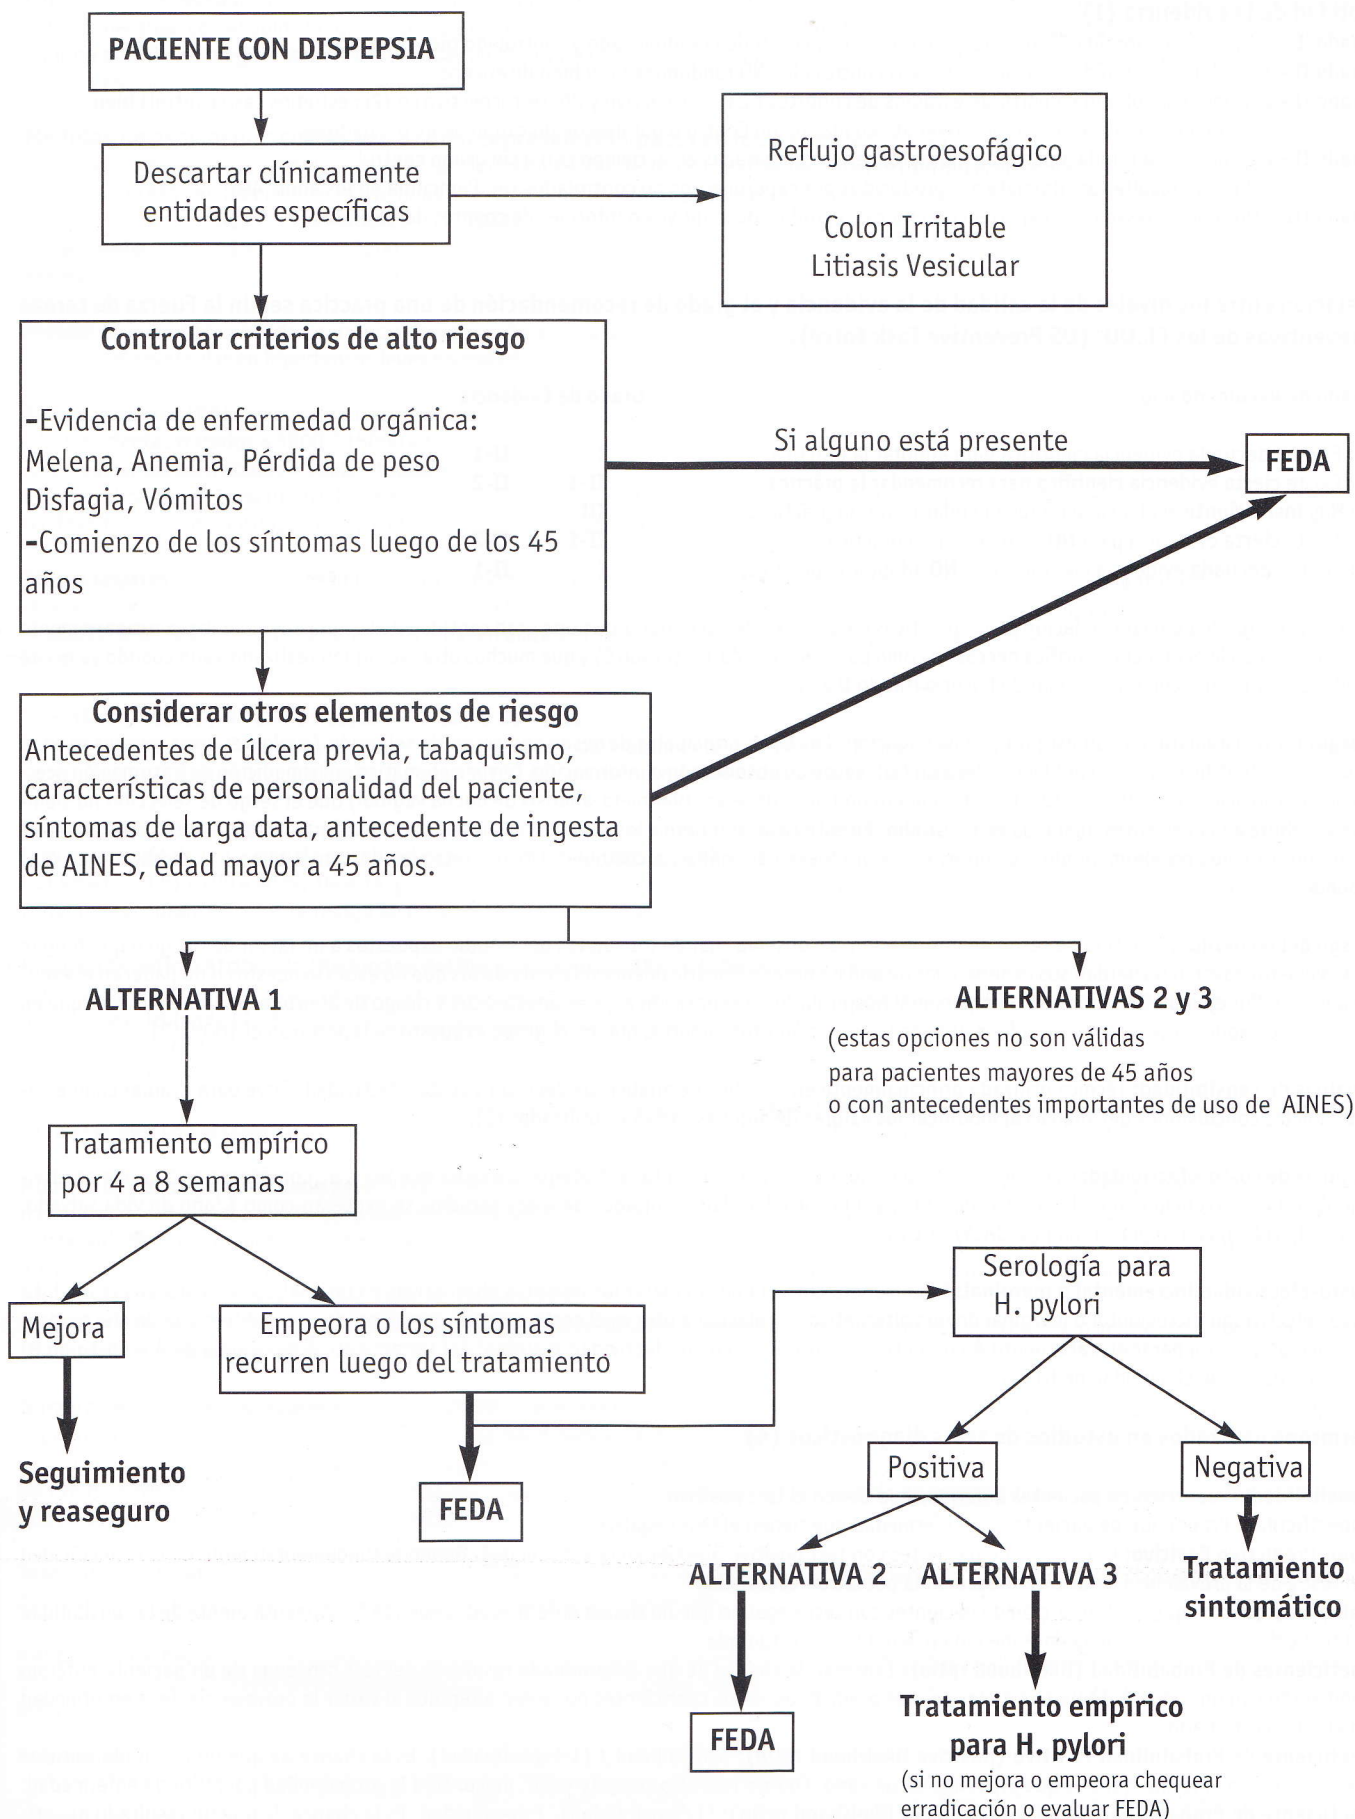 PACIENTE CON DISPEPSIA
Descartar clínicamente
entidades específicas
Reflujo gastroesofágico
Colon Irritable
Litiasis Vesicular
Controlar criterios de alto riesgo
-Evidencia de enfermedad orgánica:
Melena, Anemia, Pérdida de peso
Disfagia, Vómitos
-Comienzo de los síntomas luego de los 45
años
Si alguno está presente
FEDA
Considerar otros elementos de riesgo
Antecedentes de úlcera previa, tabaquismo,
características de personalidad del paciente,
síntomas de larga data, antecedente de ingesta
de AINES, edad mayor a 45 años.
ALTERNATIVA 1
ALTERNATIVAS 2 y 3
(estas opciones no son válidas
para pacientes mayores de 45 años
o con antecedentes importantes de uso de AINES)
Tratamiento empírico
por 4 a 8 semanas
Mejora
Empeora o los síntomas
recurren luego del tratamiento
Serología para
H. pylori
Seguimiento
y reaseguro
FEDA
Positiva
Negativa
ALTERNATIVA 2
ALTERNATIVA 3
Tratamiento
sintomático
FEDA
Tratamiento empírico
para H. pylori
(si no mejora o empeora chequear
erradicación o evaluar FEDA)